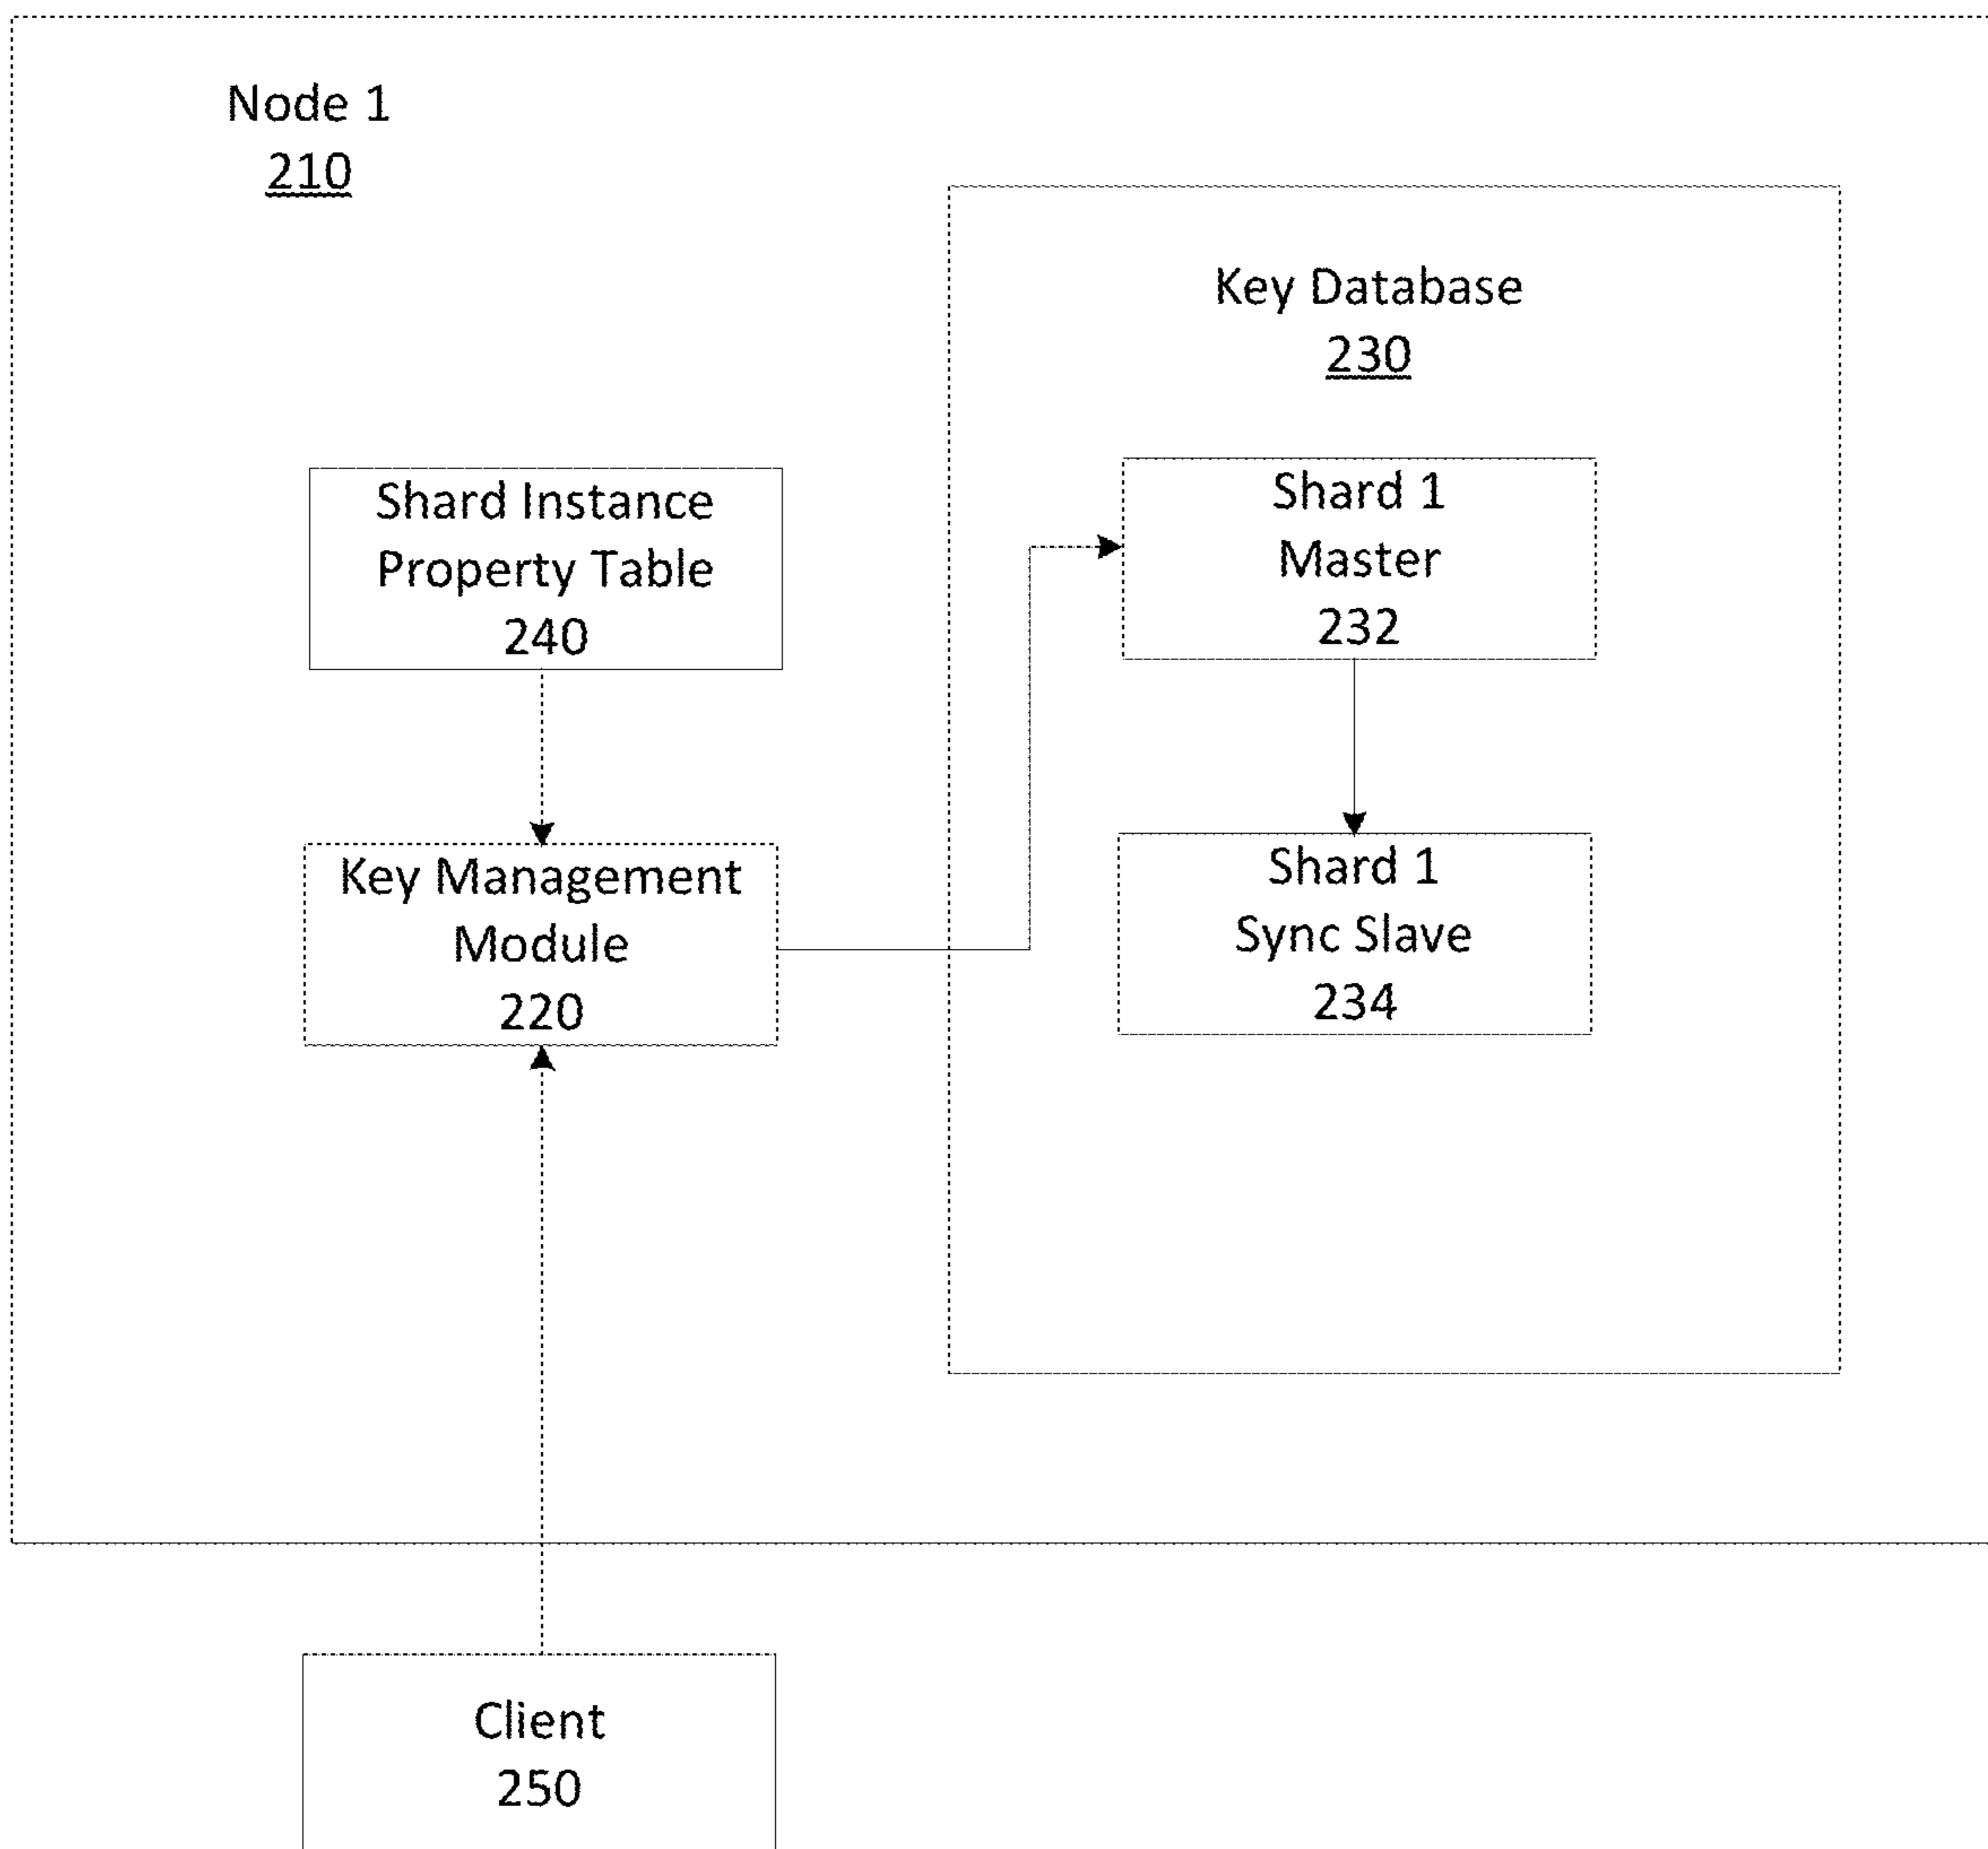 Node 1
210
Key Database
230
Shard Instance
Property Table
240
Shard 1
Master
232
Key Management
Module
220
Shard 1
Sync Slave
234
Client
250